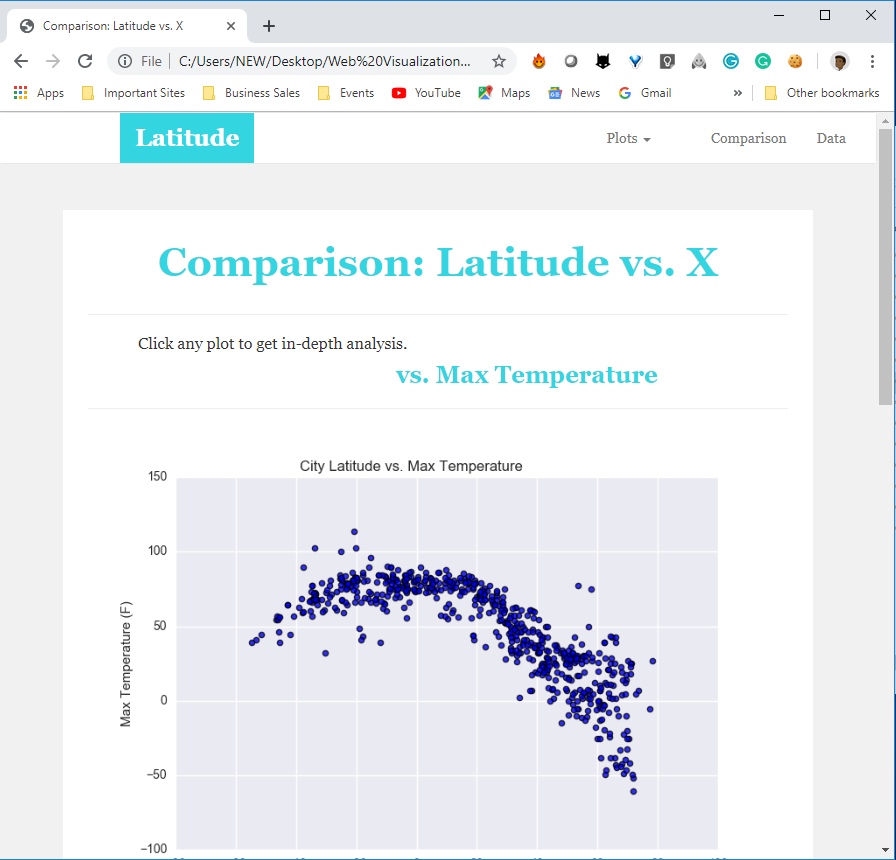 Comparison: Latitude vs. X
File | C:/Users/NEW/Desktop/Web%20Visualization...
Apps Important Sites Business Sales Events YouTube Maps News Gmail » Other bookmarks
Latitude Plots Comparison Data
Comparison: Latitude vs. X
Click any plot to get in-depth analysis.
vs. Max Temperature
City Latitude vs. Max Temperature
150
100
50
0
−50
−100
Max Temperature (F)